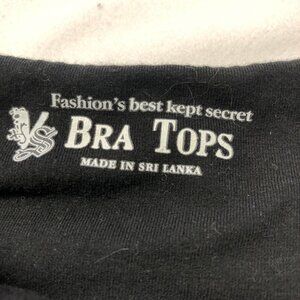 Fashion's best kept secret
BRA TOPS
MADE IN SRI LANKA